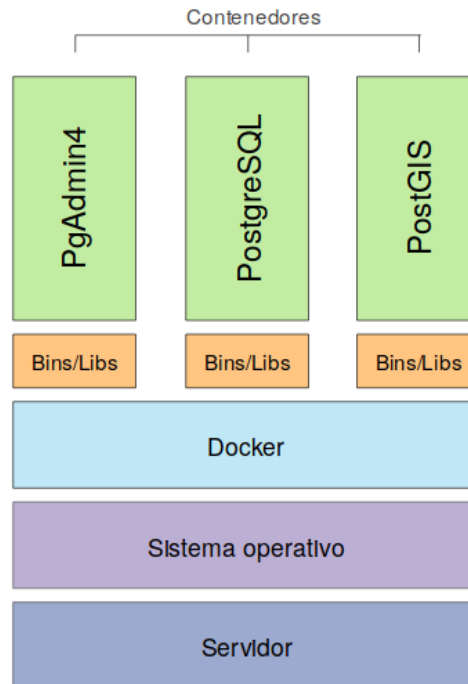 Contenedores
PgAdmin4
PostgreSQL
PostGIS
Bins/Libs
Bins/Libs
Bins/Libs
Docker
Sistema operativo
Servidor